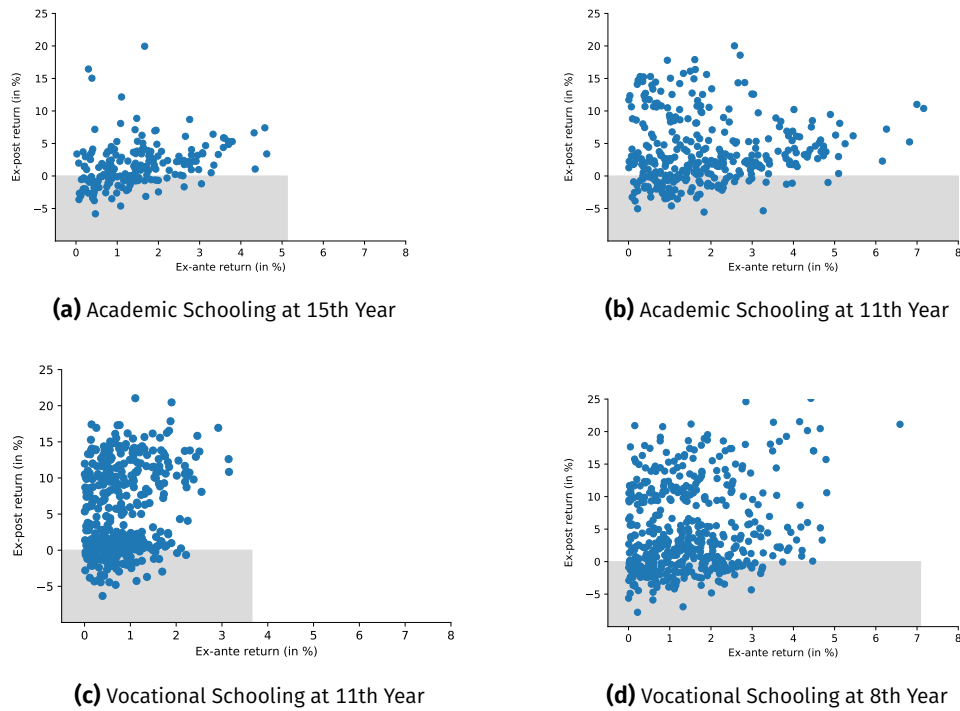 25
20
15
10
5
0
−5
Ex-post return (in %)
0 1 2 3 4 5 6 7 8
Ex-ante return (in %)
(a) Academic Schooling at 15th Year
25
20
15
10
5
0
−5
Ex-post return (in %)
0 1 2 3 4 5 6 7 8
Ex-ante return (in %)
(b) Academic Schooling at 11th Year
25
20
15
10
5
0
−5
Ex-post return (in %)
0 1 2 3 4 5 6 7 8
Ex-ante return (in %)
(c) Vocational Schooling at 11th Year
25
20
15
10
5
0
−5
Ex-post return (in %)
0 1 2 3 4 5 6 7 8
Ex-ante return (in %)
(d) Vocational Schooling at 8th Year